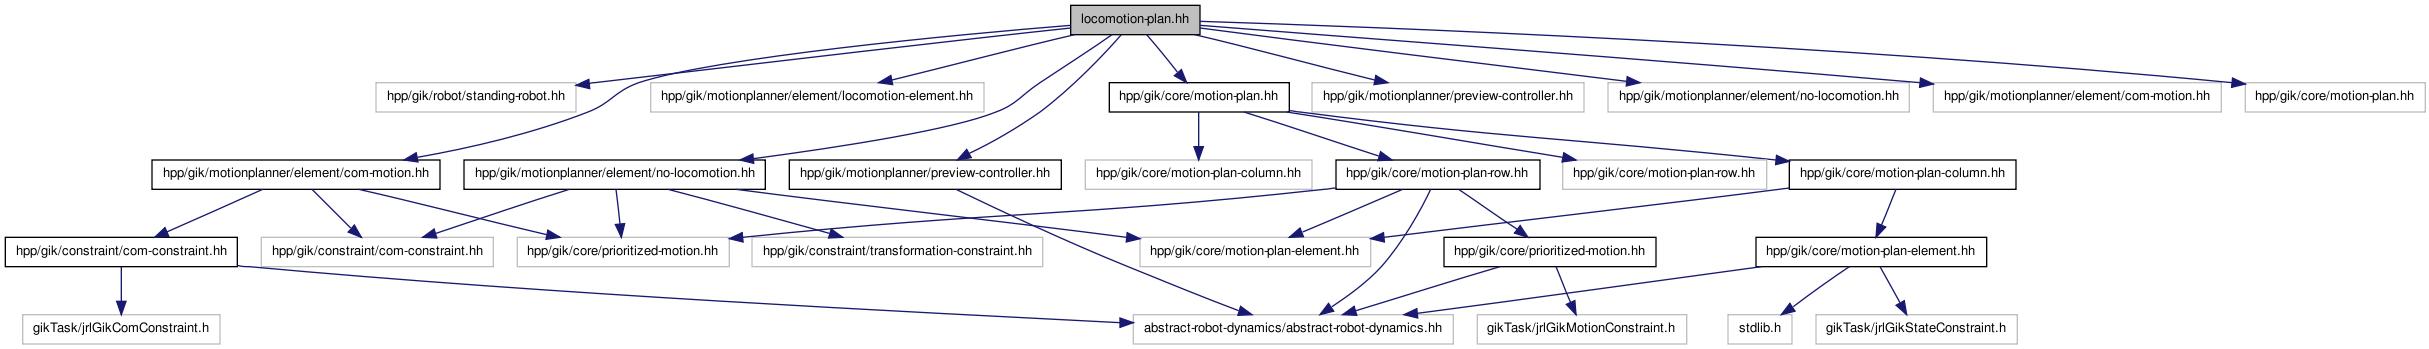 locomotion-plan.hh
hpp/gik/robot/standing-robot.hh
hpp/gik/motionplanner/element/locomotion-element.hh
hpp/gik/core/motion-plan.hh
hpp/gik/motionplanner/preview-controller.hh
hpp/gik/motionplanner/element/no-locomotion.hh
hpp/gik/motionplanner/element/com-motion.hh
hpp/gik/core/motion-plan.hh
hpp/gik/motionplanner/element/com-motion.hh
hpp/gik/motionplanner/element/no-locomotion.hh
hpp/gik/motionplanner/preview-controller.hh
hpp/gik/core/motion-plan-column.hh
hpp/gik/core/motion-plan-row.hh
hpp/gik/core/motion-plan-row.hh
hpp/gik/core/motion-plan-column.hh
hpp/gik/constraint/com-constraint.hh
hpp/gik/constraint/com-constraint.hh
hpp/gik/core/prioritized-motion.hh
hpp/gik/constraint/transformation-constraint.hh
hpp/gik/core/motion-plan-element.hh
hpp/gik/core/prioritized-motion.hh
hpp/gik/core/motion-plan-element.hh
gikTask/jrlGikComConstraint.h
abstract-robot-dynamics/abstract-robot-dynamics.hh
gikTask/jrlGikMotionConstraint.h
stdlib.h
gikTask/jrlGikStateConstraint.h